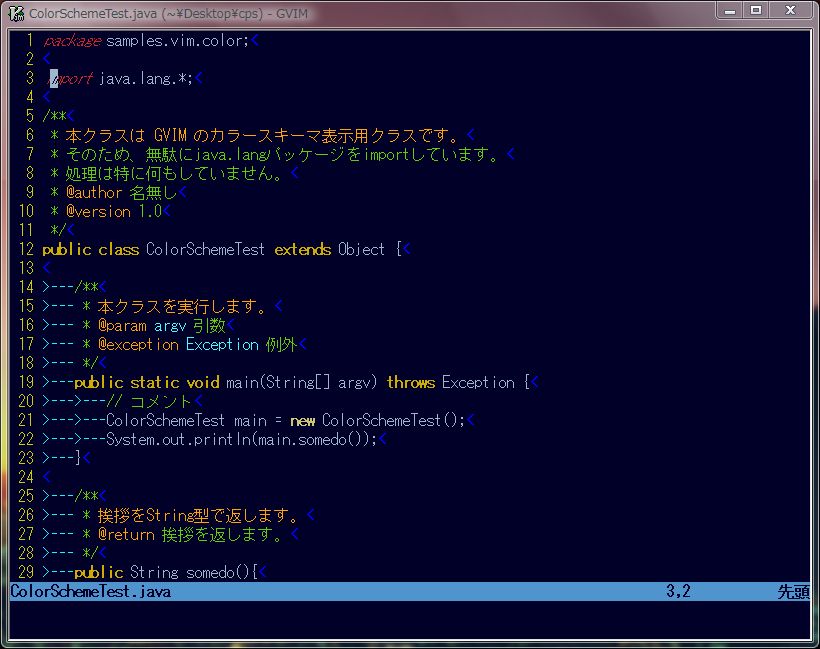 ColorSchemeTest.java (~¥Desktop¥cps) - GVIM
1 package samples.vim.color;<
2 <
3 import java.lang.*;<
4 <
5 /**<
6  * 本クラスは GVIM のカラースキーマ表示用クラスです。<
7  * そのため、無駄にjava.langパッケージをimportしています。<
8  * 処理は特に何もしていません。<
9  * @author 名無し<
10  * @version 1.0<
11  */<
12 public class ColorSchemeTest extends Object {<
13 <
14 >---/**<
15 >--- * 本クラスを実行します。<
16 >--- * @param argv 引数<
17 >--- * @exception Exception 例外<
18 >--- */<
19 >---public static void main(String[] argv) throws Exception {<
20 >--->---// コメント<
21 >--->---ColorSchemeTest main = new ColorSchemeTest();<
22 >--->---System.out.println(main.somedo());<
23 >---}<
24 <
25 >---/**<
26 >--- * 挨拶をString型で返します。<
27 >--- * @return 挨拶を返します。<
28 >--- */<
29 >---public String somedo(){<
ColorSchemeTest.java 3,2 先頭